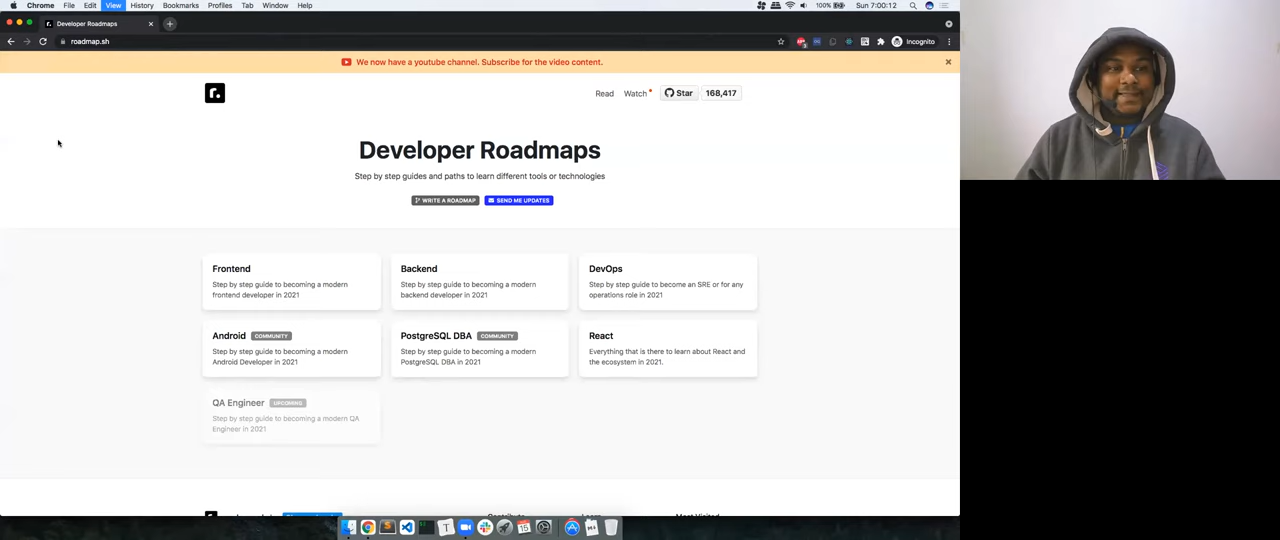 Chrome File Edit View History Bookmarks Profiles Tab Window Help 100% Sun 7:00:12
Developer Roadmaps
roadmap.sh Incognito
We now have a youtube channel. Subscribe for the video content.
r. Read Watch Star 168,417
Developer Roadmaps
Step by step guides and paths to learn different tools or technologies
WRITE A ROADMAP SEND ME UPDATES
Frontend
Step by step guide to becoming a modern
frontend developer in 2021
Backend
Step by step guide to becoming a modern
backend developer in 2021
DevOps
Step by step guide to become an SRE or for any
operations role in 2021
Android COMMUNITY
Step by step guide to becoming a modern
Android Developer in 2021
PostgreSQL DBA COMMUNITY
Step by step guide to becoming a modern
PostgreSQL DBA in 2021
React
Everything that is there to learn about React and
the ecosystem in 2021.
QA Engineer UPCOMING
Step by step guide to becoming a modern QA
Engineer in 2021
Contribute Learn Most Visited